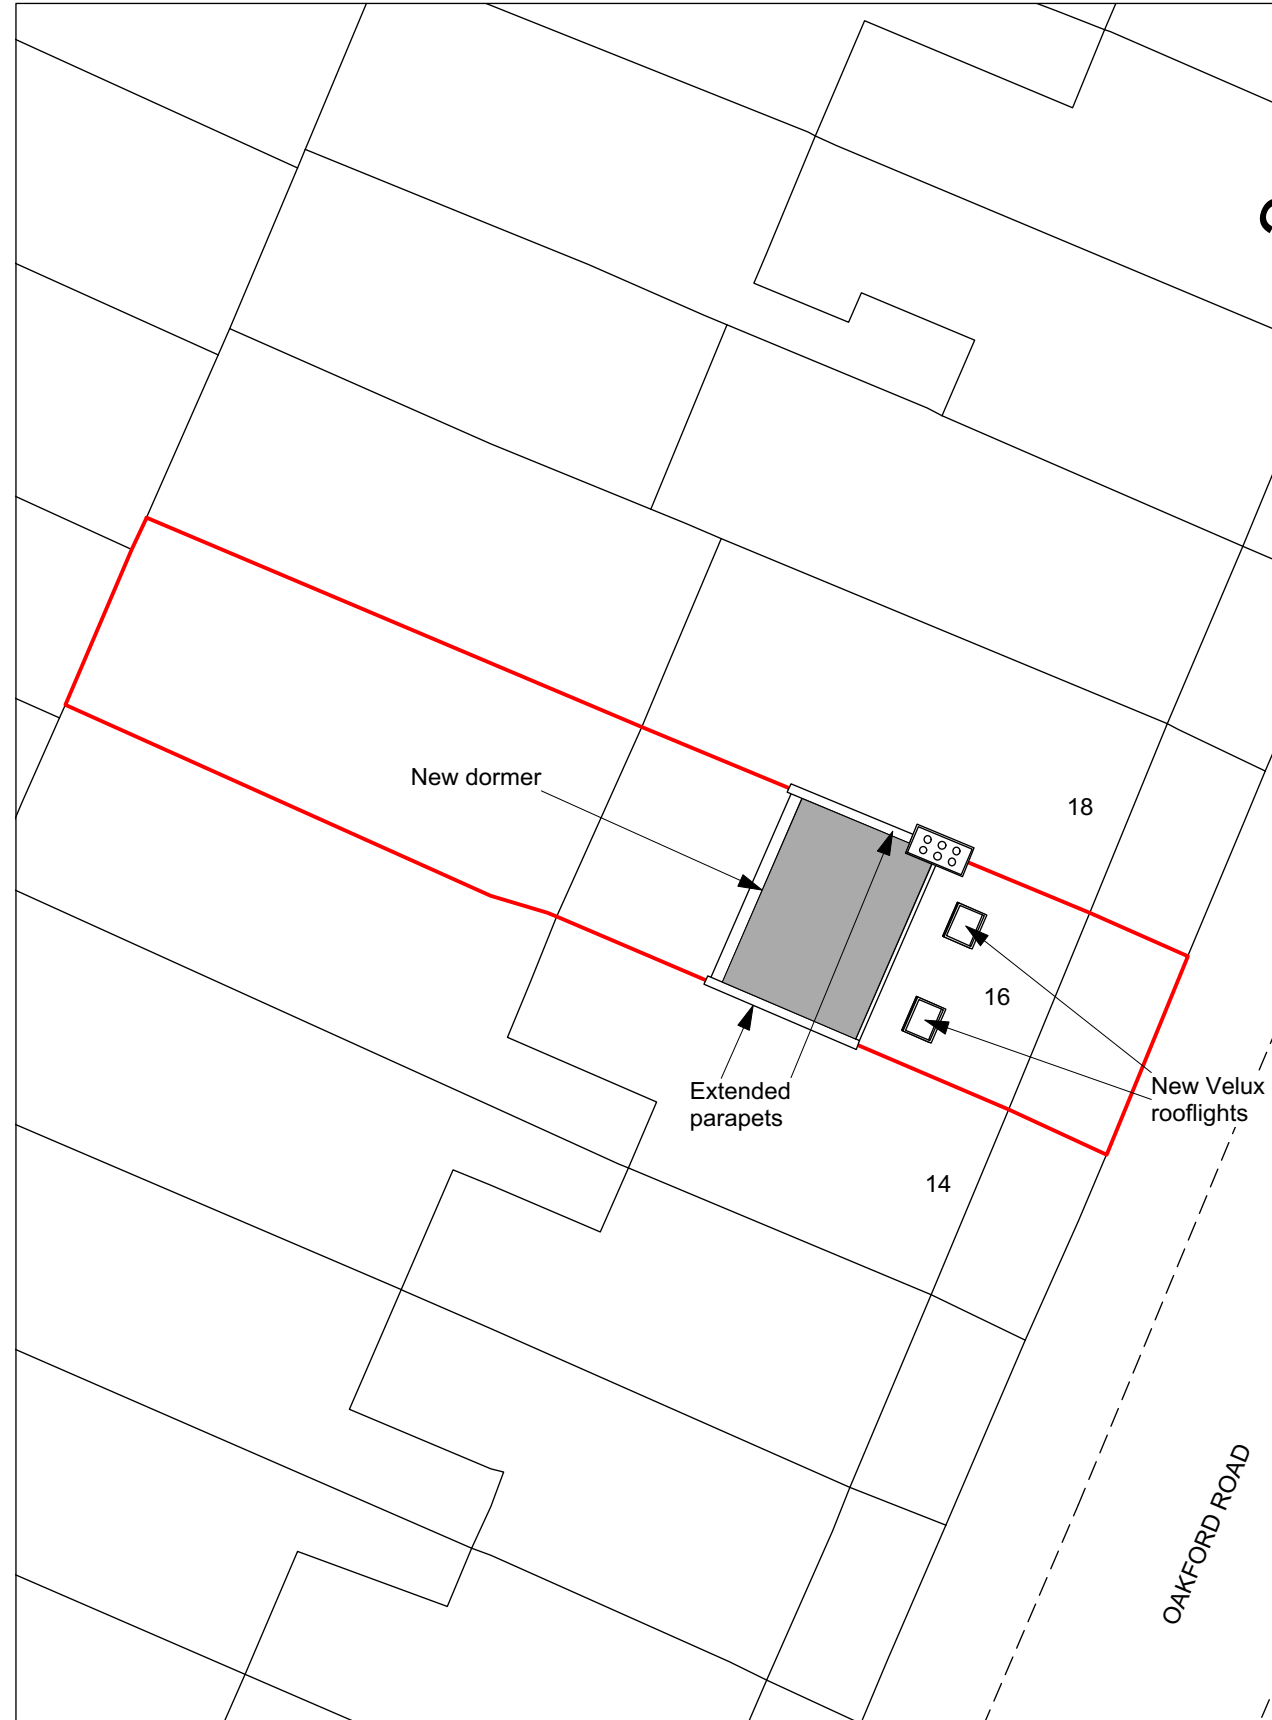 New dormer
18
16
Extended
parapets
New Velux
rooflights
14
OAKFORD ROAD